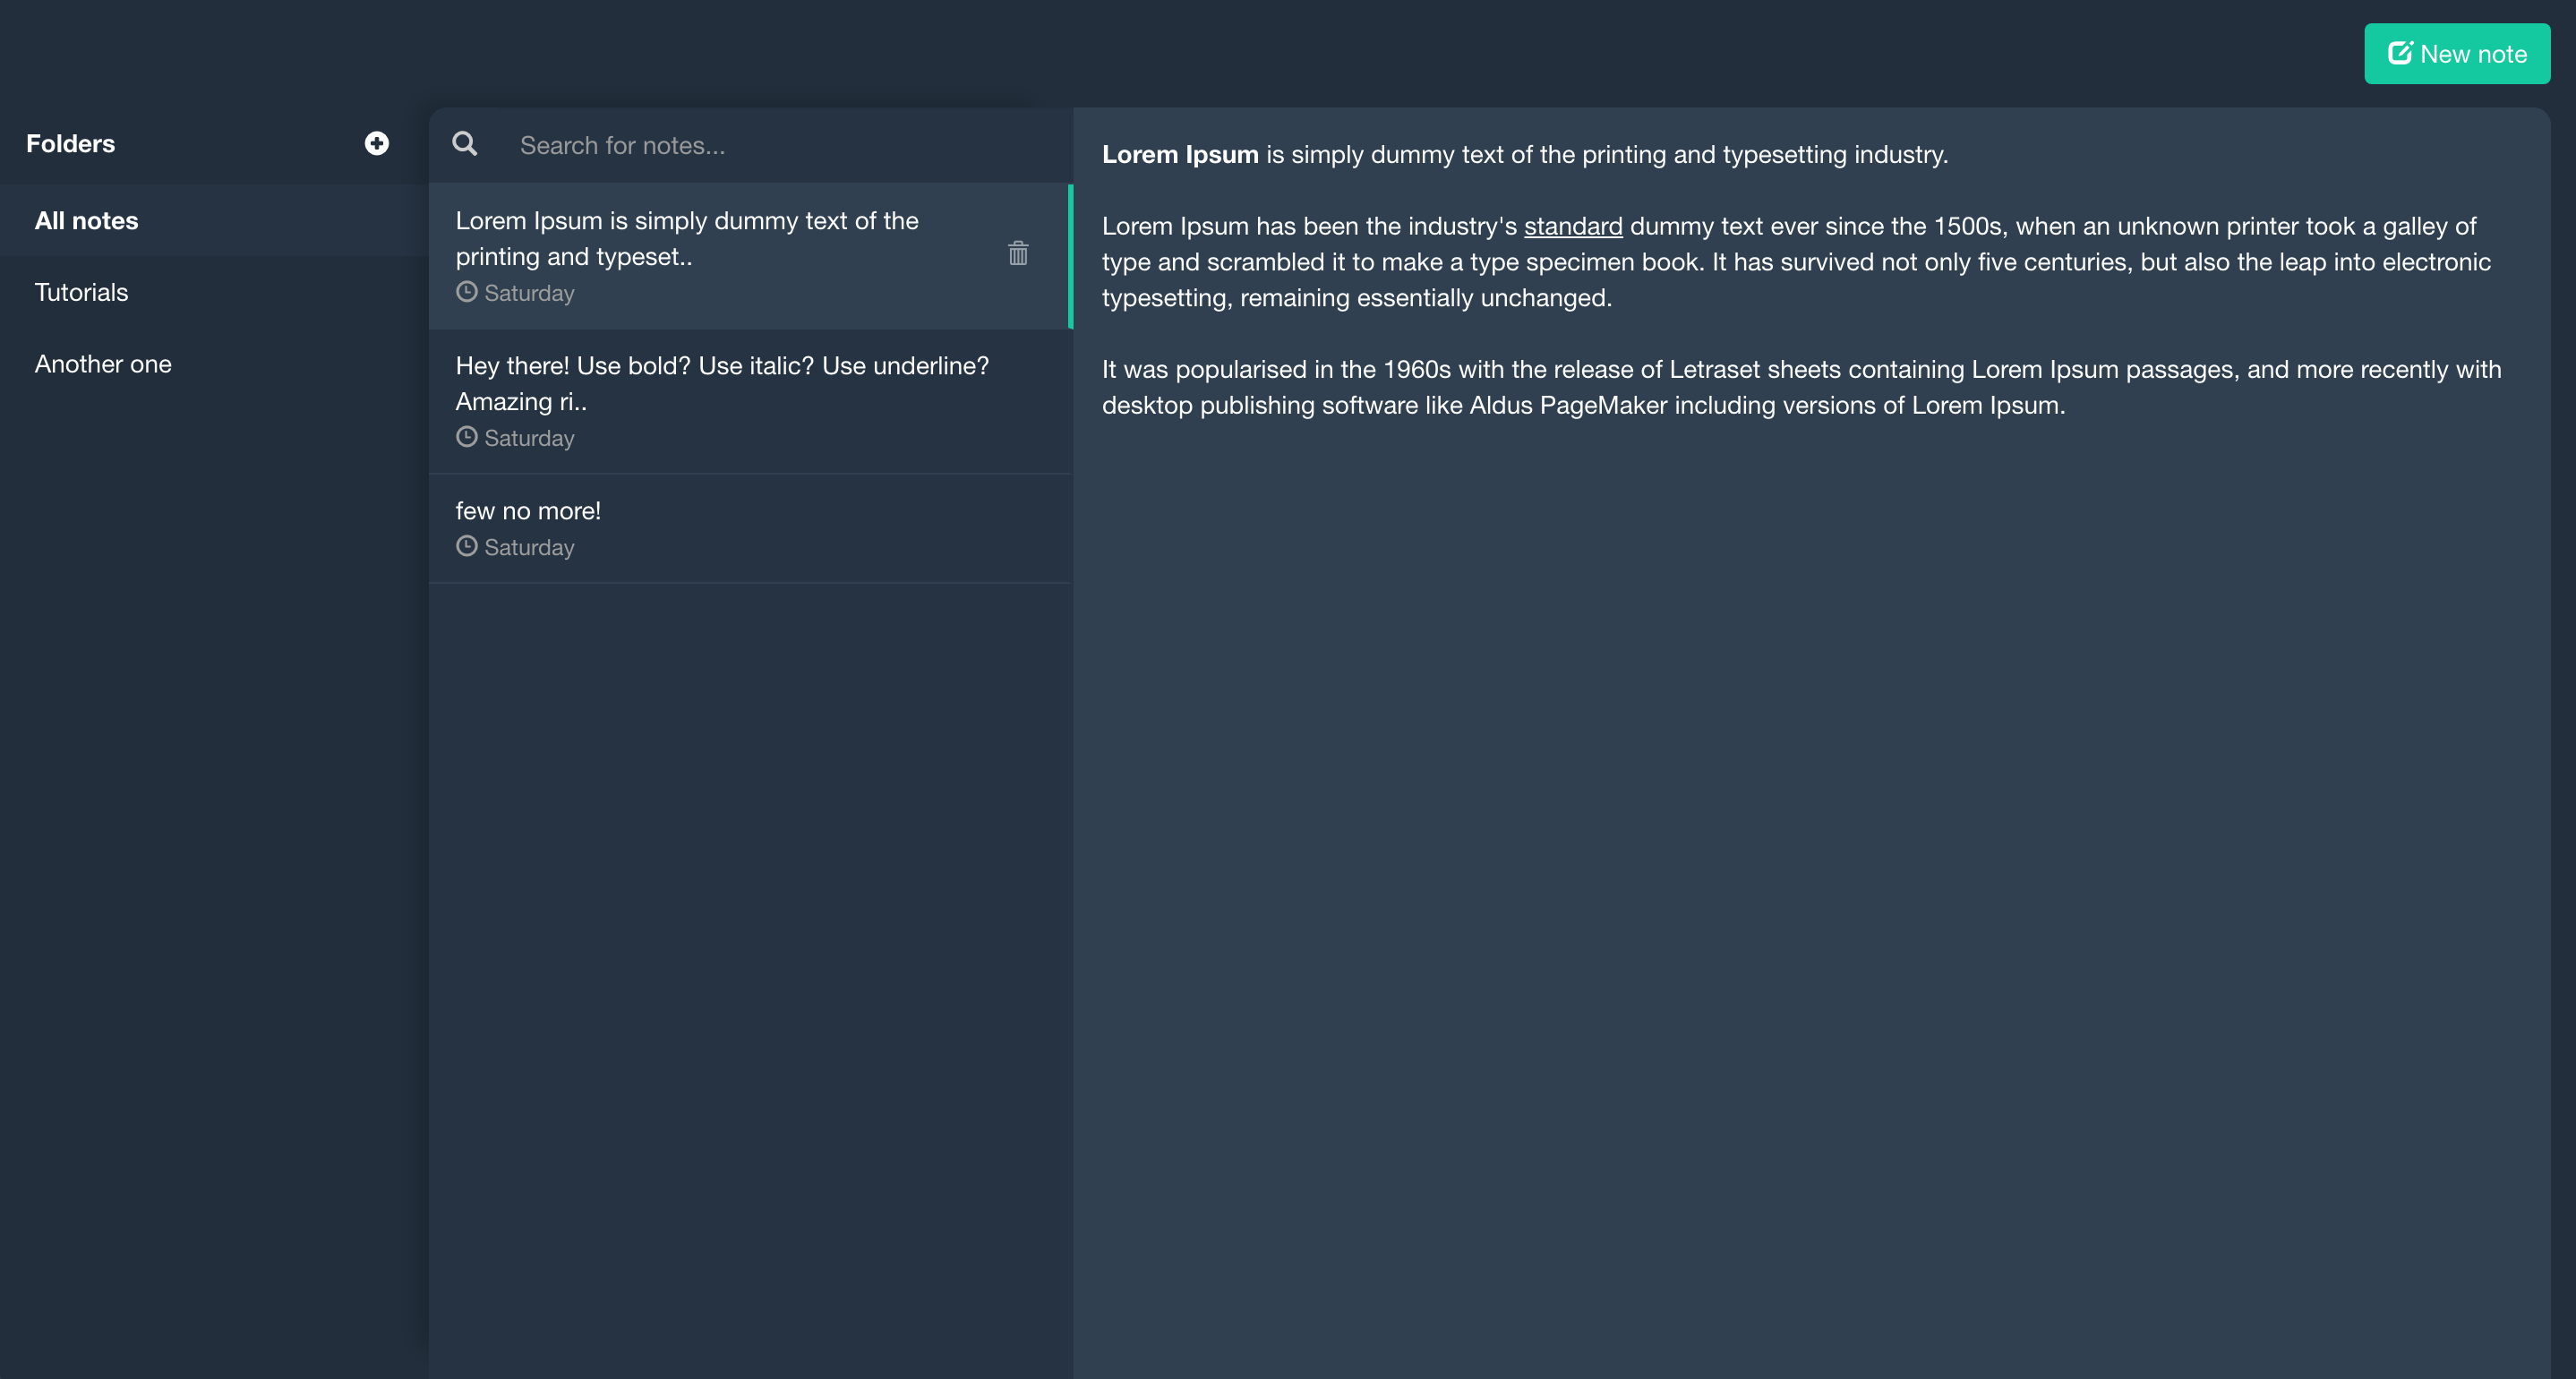 New note
Folders
All notes
Tutorials
Another one
Search for notes...
Lorem Ipsum is simply dummy text of the
printing and typeset..
Saturday
Hey there! Use bold? Use italic? Use underline?
Amazing ri..
Saturday
few no more!
Saturday
Lorem Ipsum is simply dummy text of the printing and typesetting industry.
Lorem Ipsum has been the industry's standard dummy text ever since the 1500s, when an unknown printer took a galley of
type and scrambled it to make a type specimen book. It has survived not only five centuries, but also the leap into electronic
typesetting, remaining essentially unchanged.
It was popularised in the 1960s with the release of Letraset sheets containing Lorem Ipsum passages, and more recently with
desktop publishing software like Aldus PageMaker including versions of Lorem Ipsum.